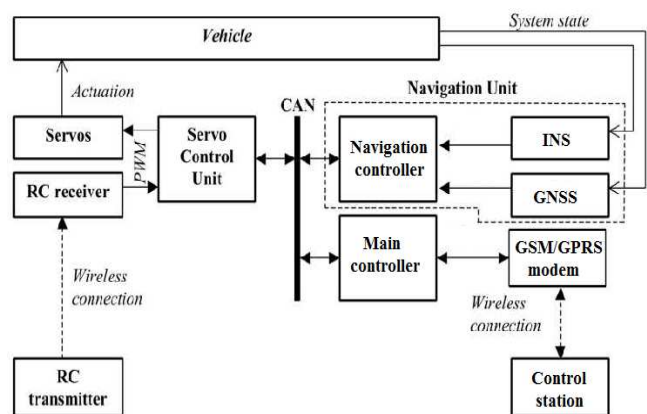 System state
Vehicle
Actuation
Navigation Unit
CAN
Servos
Servo
Control
Unit
PWM
RC receiver
Navigation
controller
INS
GNSS
Main
controller
GSM/GPRS
modem
Wireless
connection
Wireless
connection
RC
transmitter
Control
station